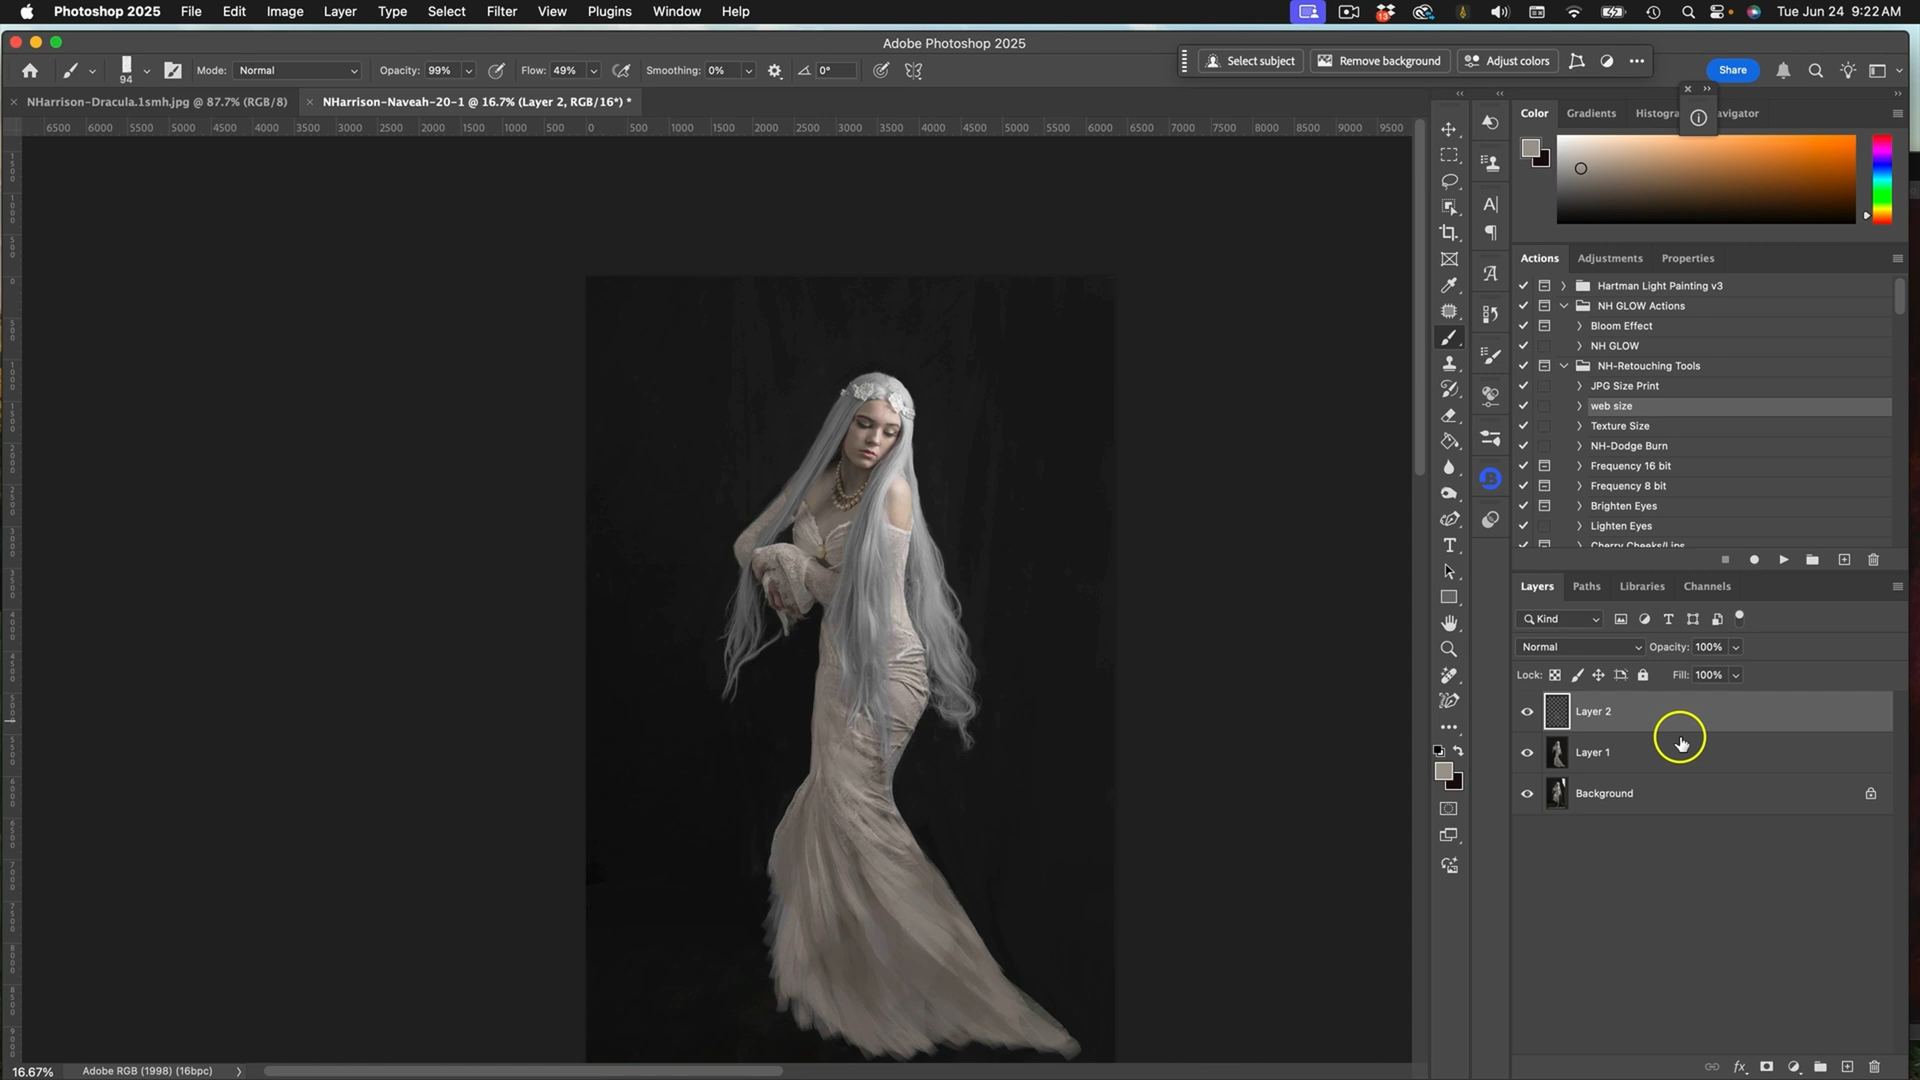 Photoshop 2025 File Edit Image Layer Type Select Filter View Plugins Window Help
13
Tue Jun 24 9:22 AM
Adobe Photoshop 2025
94
Mode: Normal Opacity: 99% Flow: 49% Smoothing: 0% 0°
Select subject Remove background Adjust colors
Share
NHarrison-Dracula.1smh.jpg @ 87.7% (RGB/8)
NHarrison-Naveah-20-1 @ 16.7% (Layer 2, RGB/16*) *
6500 6000 5500 5000 4500 4000 3500 3000 2500 2000 1500 1000 500 0 500 1000 1500 2000 2500 3000 3500 4000 4500 5000 5500 6000 6500 7000 7500 8000 8500 9000 9500
Color Gradients Histogra avigator
Actions Adjustments Properties
Hartman Light Painting v3
NH GLOW Actions
Bloom Effect
NH GLOW
NH-Retouching Tools
JPG Size Print
web size
Texture Size
NH-Dodge Burn
Frequency 16 bit
Frequency 8 bit
Brighten Eyes
Lighten Eyes
Cherry Cheeks/Lips
Layers Paths Libraries Channels
Kind
Normal Opacity: 100%
Lock: Fill: 100%
Layer 2
Layer 1
Background
16.67% Adobe RGB (1998) (16bpc)